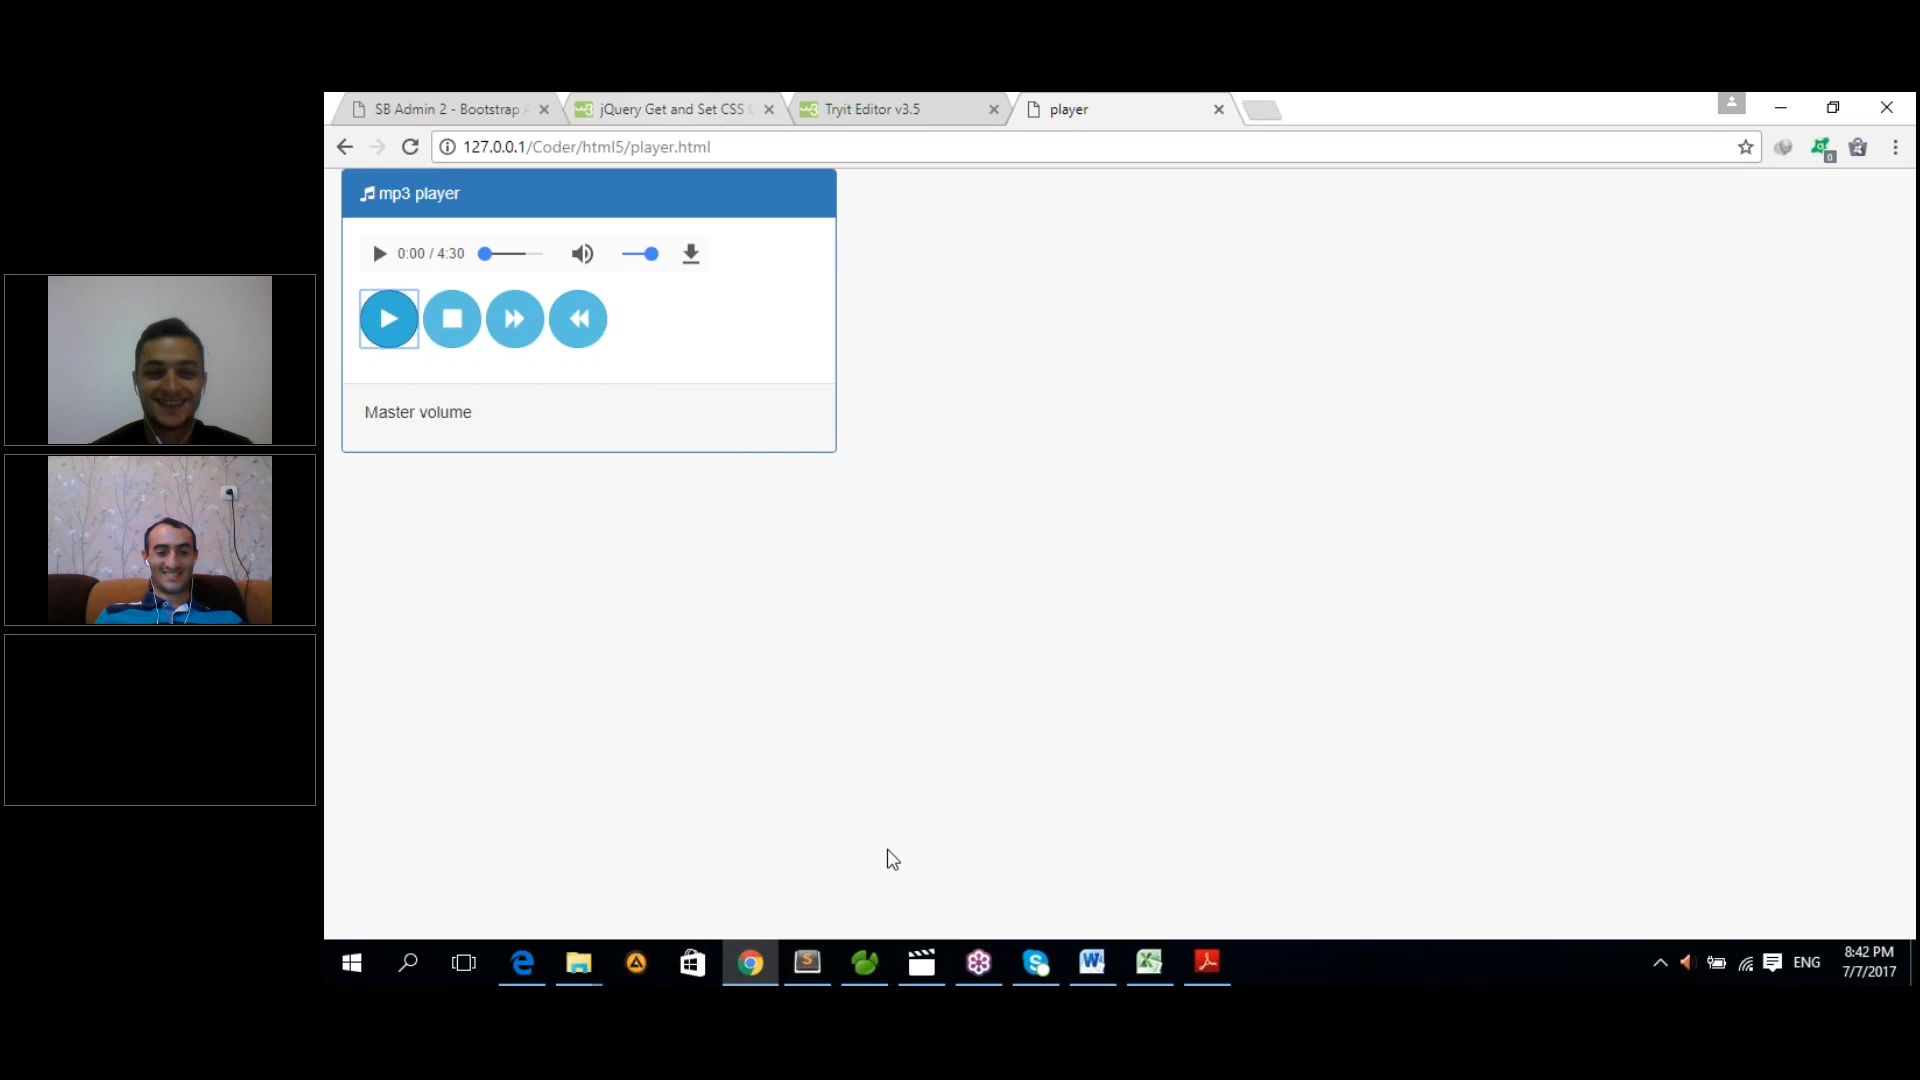 SB Admin 2 - Bootstrap
jQuery Get and Set CSS
Tryit Editor v3.5
player
127.0.0.1/Coder/html5/player.html
mp3 player
0:00 / 4:30
Master volume
0
ENG
8:42 PM
7/7/2017